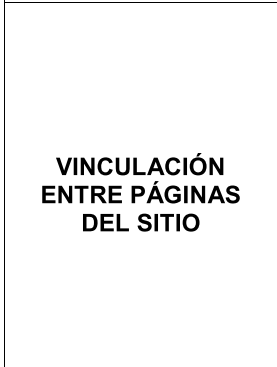 VINCULACIÓN
ENTRE PÁGINAS
DEL SITIO